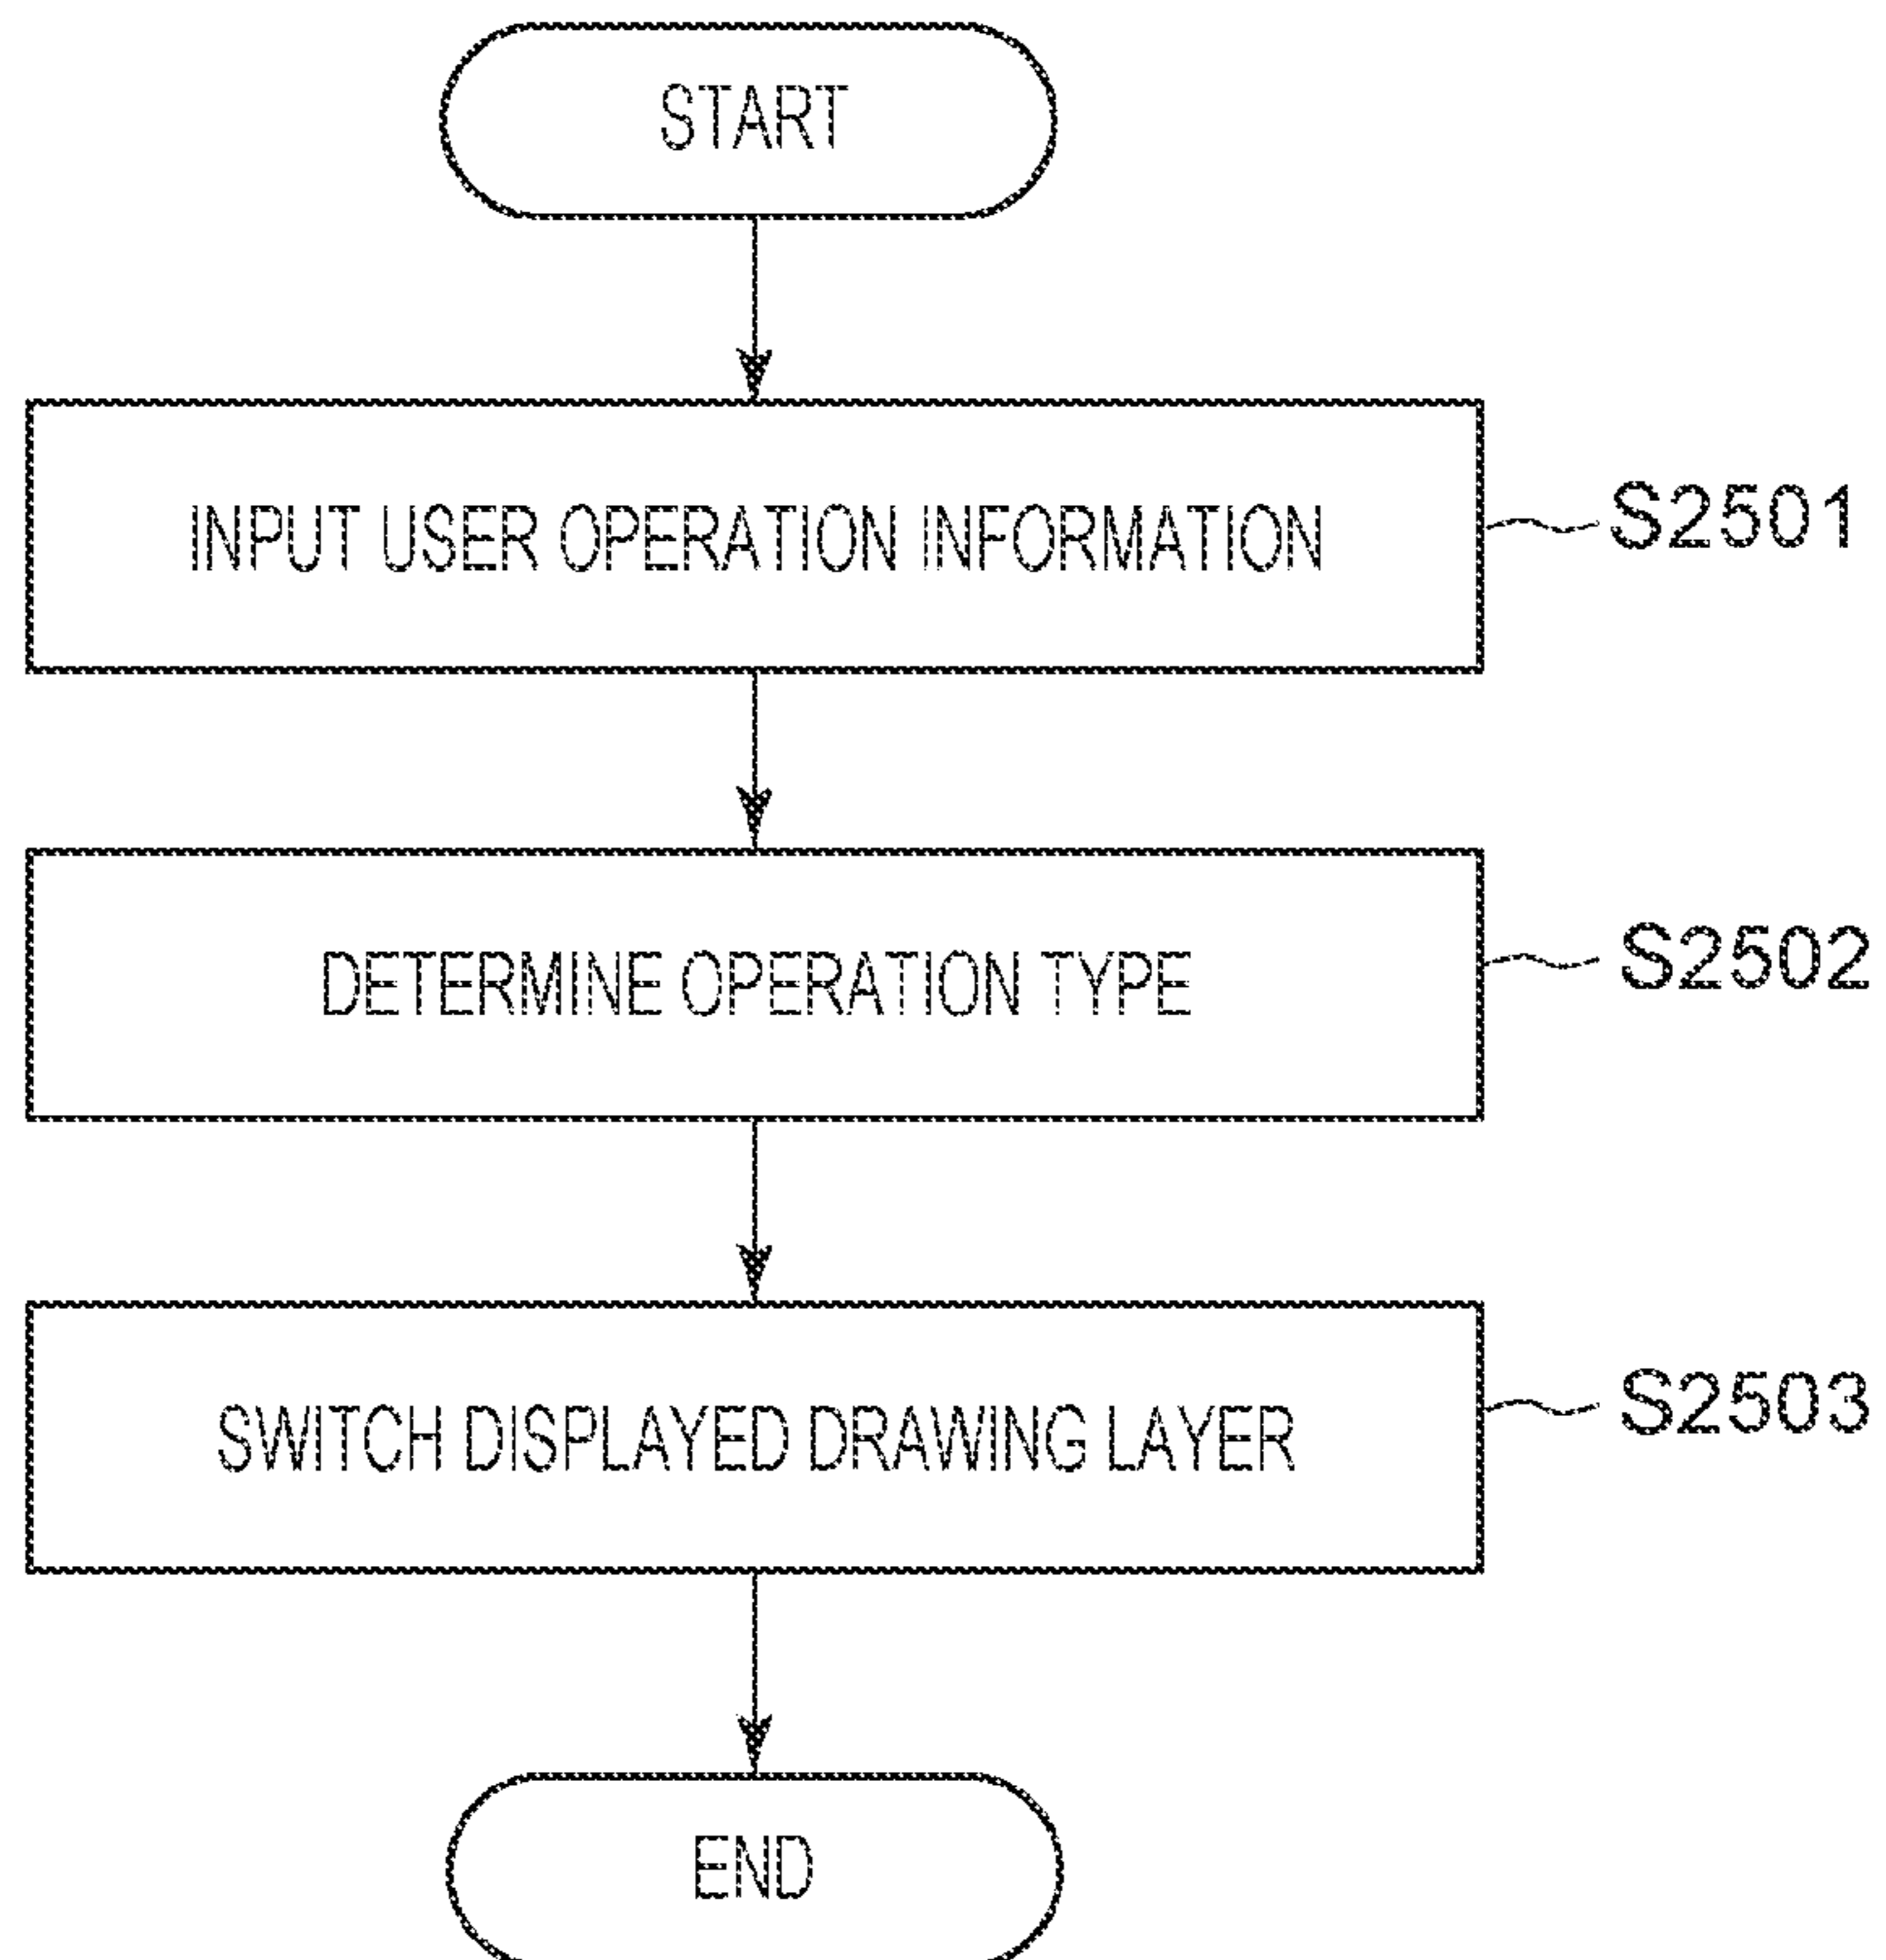 START
INPUT USER OPERATION INFORMATION
S2501
DETERMINE OPERATION TYPE
S2502
SWITCH DISPLAYED DRAWING LAYER
S2503
END